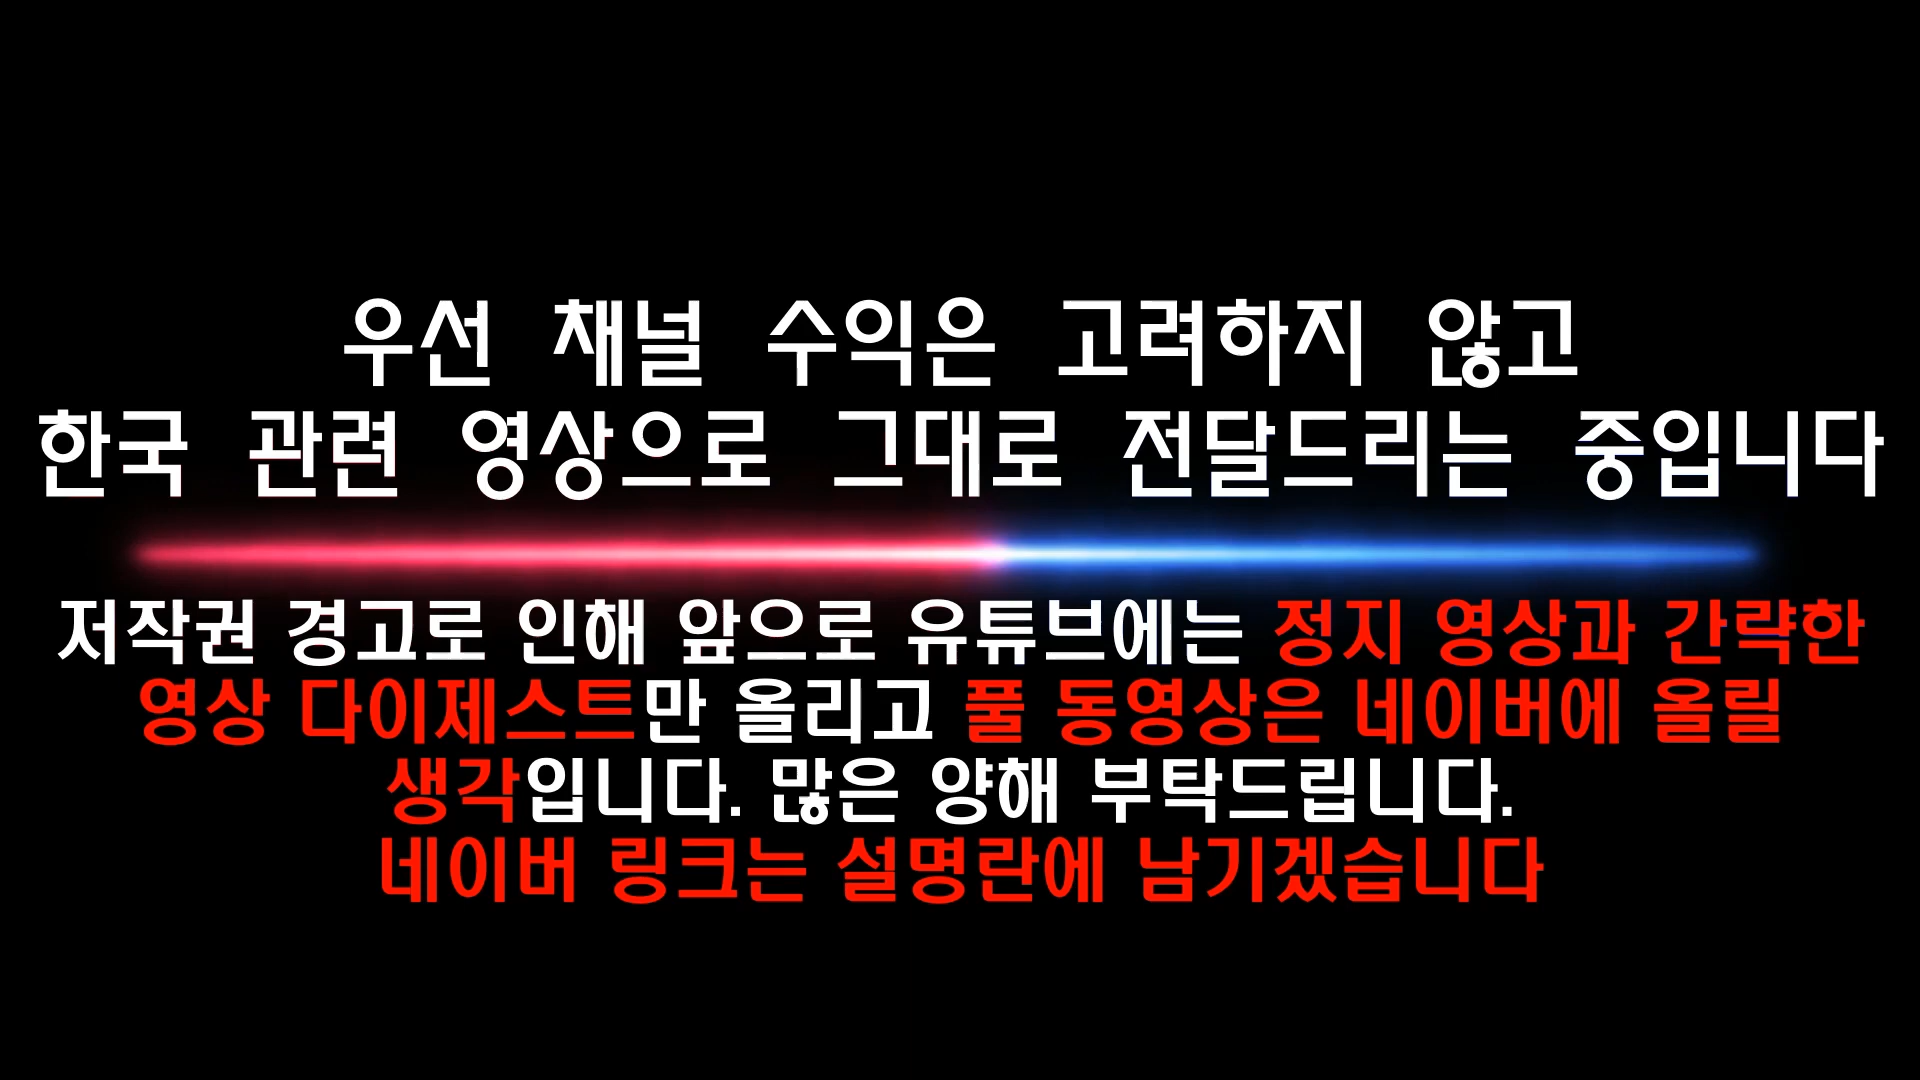 우선 채널 수익은 고려하지 않고
한국 관련 영상으로 그대로 전달드리는 중입니다
저작권 경고로 인해 앞으로 유튜브에는 정지 영상과 간략한
영상 다이제스트만 올리고 풀 동영상은 네이버에 올릴
생각입니다. 많은 양해 부탁드립니다.
네이버 링크는 설명란에 남기겠습니다